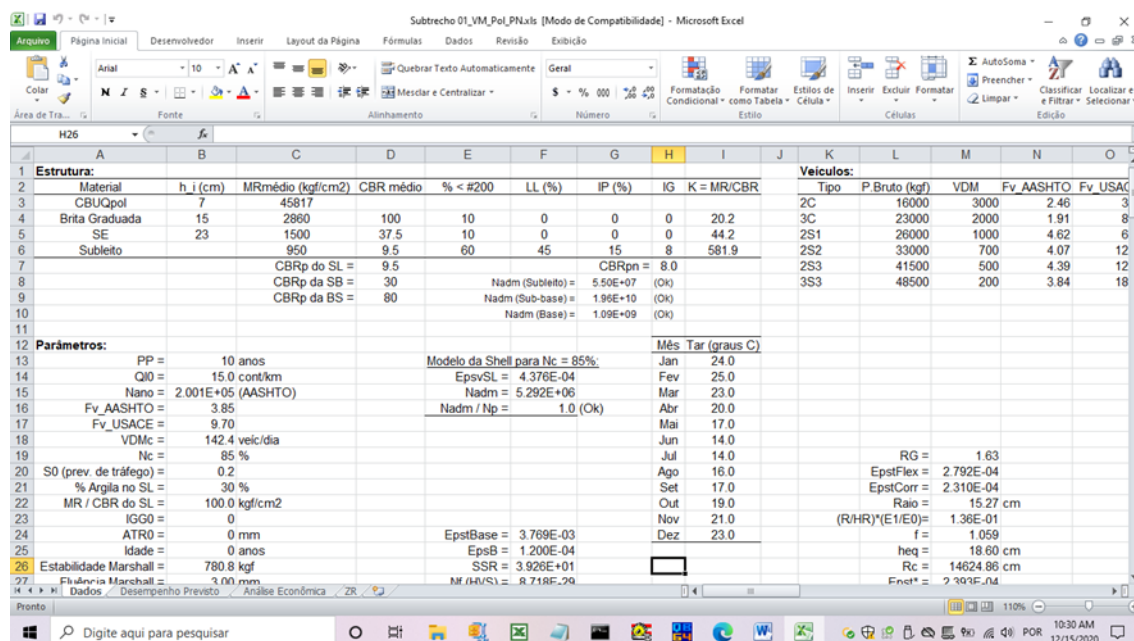 Subtrecho 01_VM_Pol_PN.xls [Modo de Compatibilidade] - Microsoft Excel
Arquivo Página Inicial Desenvolvedor Inserir Layout da Página Fórmulas Dados Revisão Exibição
Colar Arial 10 Quebrar Texto Automaticamente Geral Σ AutoSoma
N I S Mesclar e Centralizar $ % 000 Formatação Condicional Formatar como Tabela Estilos de Célula Inserir Excluir Formatar Preencher Limpar Classificar e Filtrar Localizar e Selecionar
Área de Tra... Fonte Alinhamento Número Estilo Células Edição
H26 fx
A B C D E F G H I J K L M N O
1 Estrutura: Veículos:
2 Material h_i (cm) MRmédio (kgf/cm2) CBR médio % < #200 LL (%) IP (%) IG K = MR/CBR Tipo P.Bruto (kgf) VDM Fv_AASHTO Fv_USAC
3 CBUQpol 7 45817 2C 16000 3000 2.46 3
4 Brita Graduada 15 2860 100 10 0 0 0 20.2 3C 23000 2000 1.91 8
5 SE 23 1500 37.5 10 0 0 0 44.2 2S1 26000 1000 4.62 6
6 Subleito 950 9.5 60 45 15 8 581.9 2S2 33000 700 4.07 12
7 CBRp do SL = 9.5 CBRpn = 8.0 2S3 41500 500 4.39 12
8 CBRp da SB = 30 Nadm (Subleito) = 5.50E+07 (Ok) 3S3 48500 200 3.84 18
9 CBRp da BS = 80 Nadm (Sub-base) = 1.96E+10 (Ok)
10 Nadm (Base) = 1.09E+09 (Ok)
11
12 Parâmetros: Mês Tar (graus C)
13 PP = 10 anos Modelo da Shell para Nc = 85%: Jan 24.0
14 QI0 = 15.0 cont/km EpsvSL = 4.376E-04 Fev 25.0
15 Nano = 2.001E+05 (AASHTO) Nadm = 5.292E+06 Mar 23.0
16 Fv_AASHTO = 3.85 Nadm / Np = 1.0 (Ok) Abr 20.0
17 Fv_USACE = 9.70 Mai 17.0
18 VDMc = 142.4 veíc/dia Jun 14.0
19 Nc = 85 % Jul 14.0 RG = 1.63
20 S0 (prev. de tráfego) = 0.2 Ago 16.0 EpstFlex = 2.792E-04
21 % Argila no SL = 30 % Set 17.0 EpstCorr = 2.310E-04
22 MR / CBR do SL = 100.0 kgf/cm2 Out 19.0 Raio = 15.27 cm
23 IGG0 = 0 Nov 21.0 (R/HR)*(E1/E0)= 1.36E-01
24 ATR0 = 0 mm EpstBase = 3.769E-03 Dez 23.0 f = 1.059
25 Idade = 0 anos EpsB = 1.200E-04 heq = 18.60 cm
26 Estabilidade Marshall = 780.8 kgf SSR = 3.926E+01 Rc = 14624.86 cm
27 Fluência Marshall = 3.00 mm Nf (HVS) = 8.718E-29 Epst* = 2.393E-04
Dados Desempenho Previsto Análise Econômica ZR
Pronto 110%
Digite aqui para pesquisar POR 10:30 AM
12/15/2020